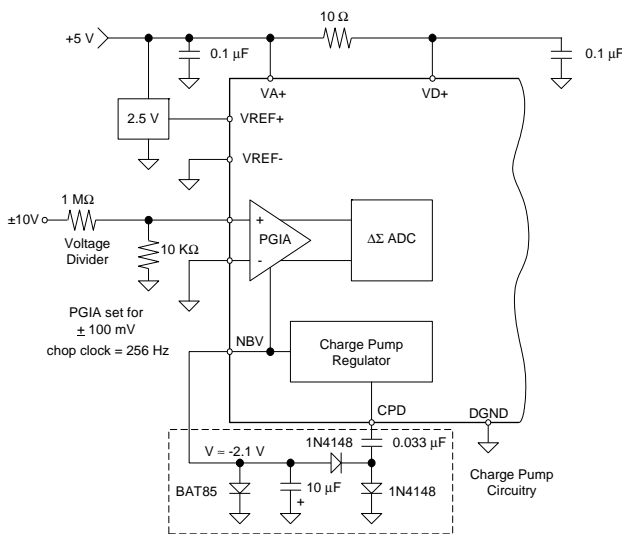 +5 V
10 Ω
0.1 µF
0.1 µF
VA+
VD+
2.5 V
VREF+
VREF-
±10V
1 MΩ
Voltage
Divider
10 KΩ
+
PGIA
-
ΔΣ ADC
PGIA set for
± 100 mV
chop clock = 256 Hz
NBV
Charge Pump
Regulator
CPD
DGND
V ≈ -2.1 V
1N4148
0.033 µF
BAT85
10 µF
+
1N4148
Charge Pump
Circuitry